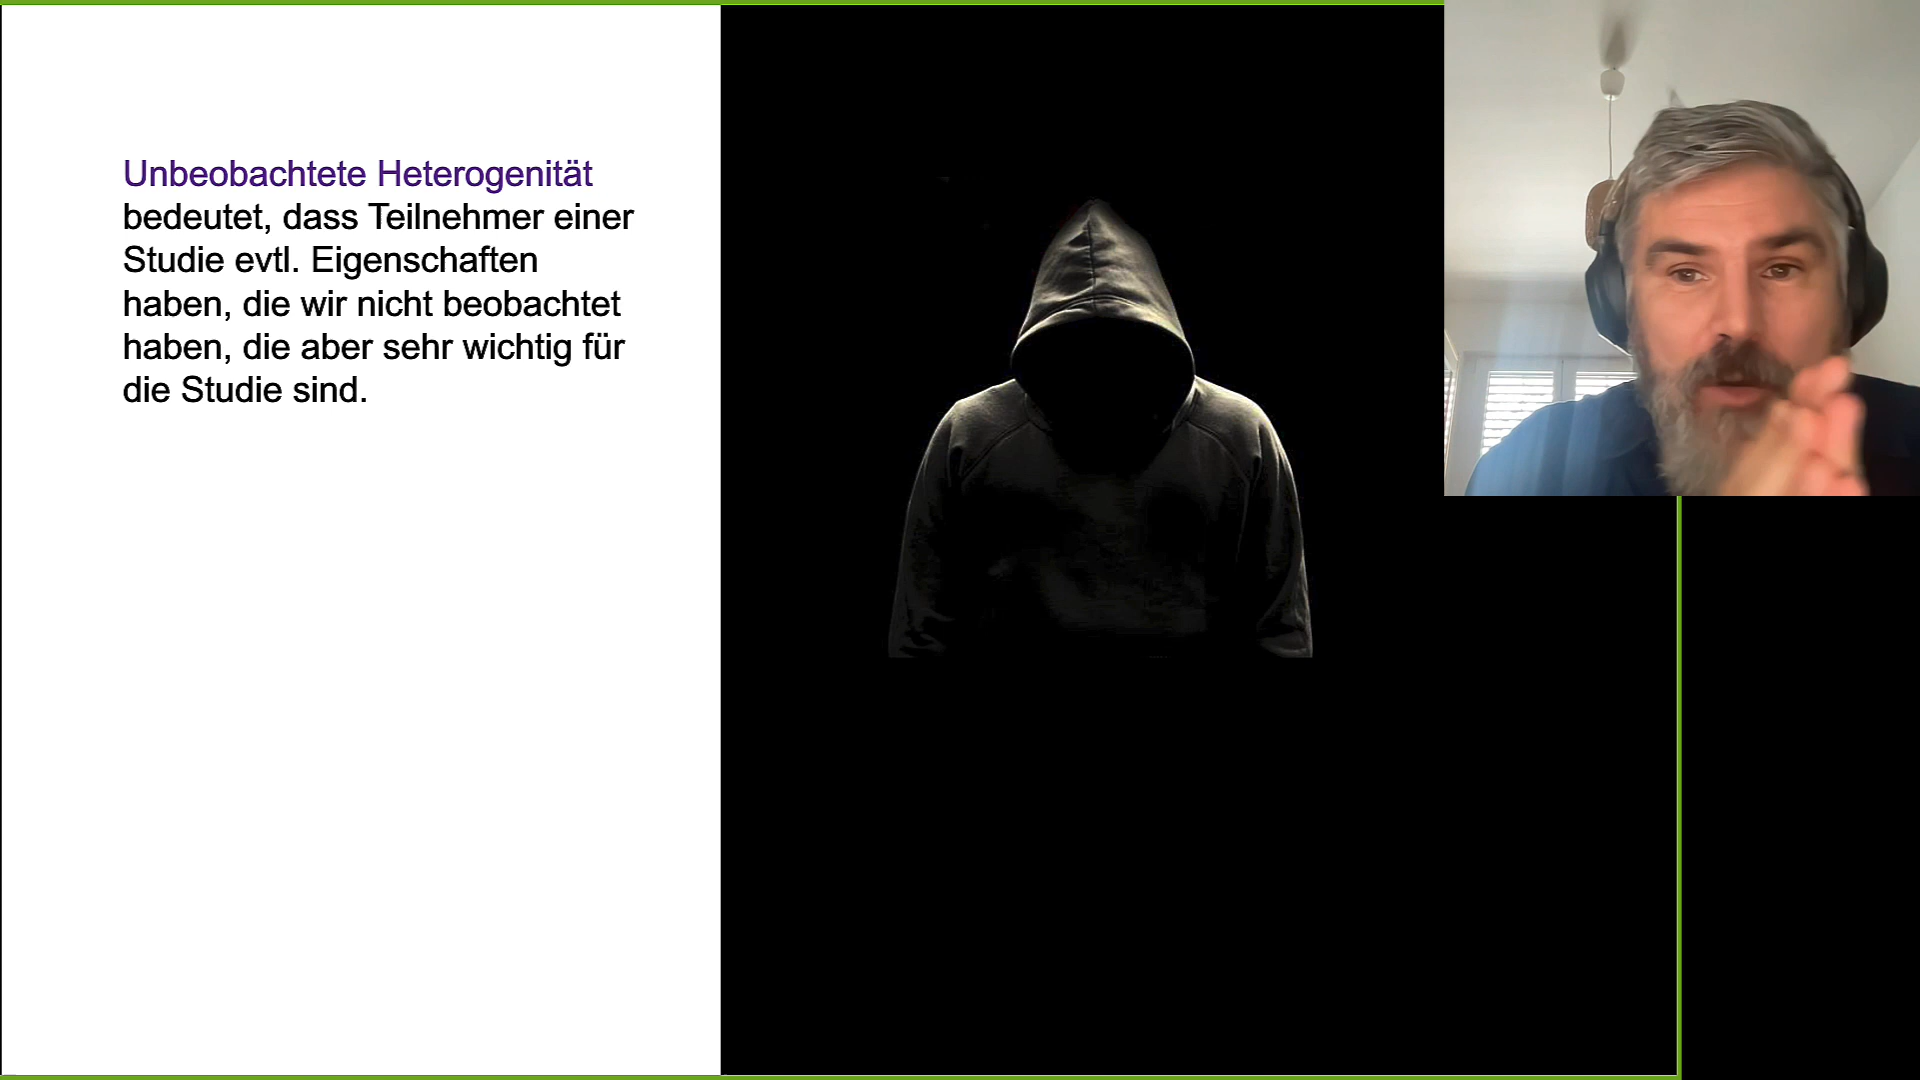 Unbeobachtete Heterogenität
bedeutet, dass Teilnehmer einer
Studie evtl. Eigenschaften
haben, die wir nicht beobachtet
haben, die aber sehr wichtig für
die Studie sind.